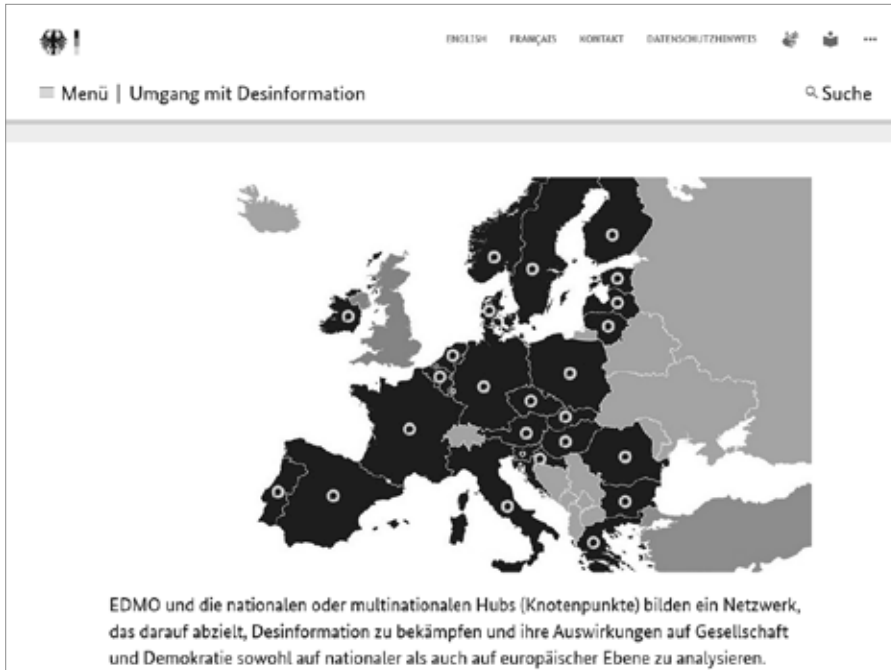 ENGLISH FRANÇAIS KONTAKT DATENSCHUTZHINWEIS
Menü | Umgang mit Desinformation Suche
EDMO und die nationalen oder multinationalen Hubs (Knotenpunkte) bilden ein Netzwerk,
das darauf abzielt, Desinformation zu bekämpfen und ihre Auswirkungen auf Gesellschaft
und Demokratie sowohl auf nationaler als auch auf europäischer Ebene zu analysieren.